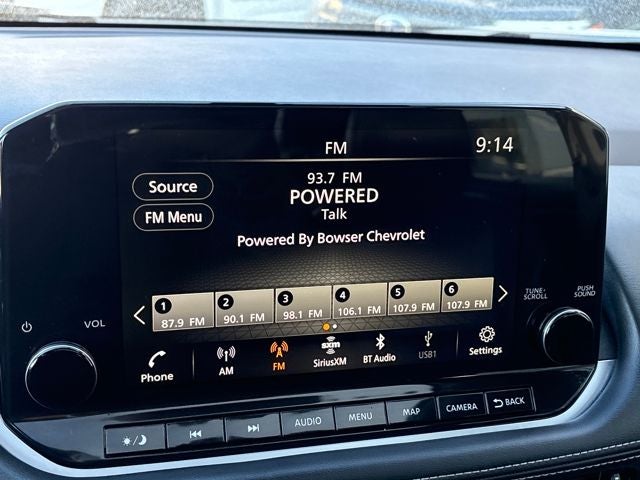 FM
9:14
Source
FM Menu
93.7 FM
POWERED
Talk
Powered By Bowser Chevrolet
1 2 3 4 5 6
87.9 FM 90.1 FM 98.1 FM 106.1 FM 107.9 FM 107.9 FM
VOL
TUNE·SCROLL
PUSH SOUND
Phone
AM
FM
sxm
SiriusXM
BT Audio
USB1
Settings
AUDIO
MENU
MAP
CAMERA
BACK